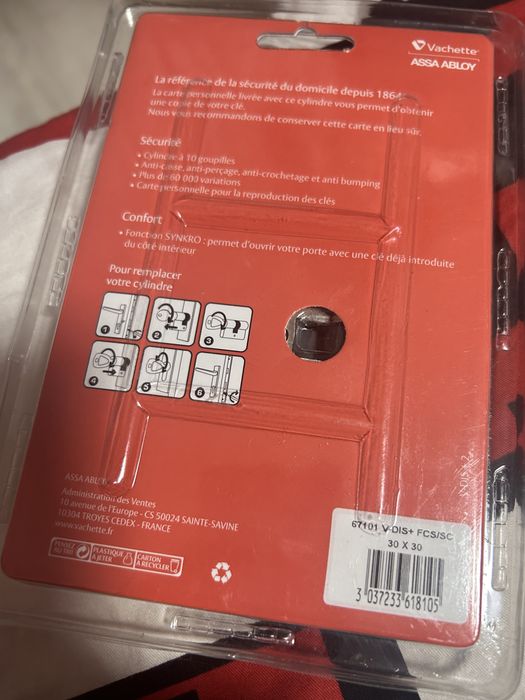 Vachette
ASSA ABLOY
La référence de la sécurité du domicile depuis 1864.
La carte personnelle livrée avec ce cylindre vous permet d'obtenir
une copie de votre clé.
Nous vous recommandons de conserver cette carte en lieu sûr.
Sécurité
• Cylindre à 10 goupilles
• Anti-casse, anti-perçage, anti-crochetage et anti bumping
• Plus de 60 000 variations
• Carte personnelle pour la reproduction des clés
Confort
• Fonction SYNKRO : permet d'ouvrir votre porte avec une clé déjà introduite
du côté intérieur
Pour remplacer
votre cylindre
1 2 3
4 5 6
ASSA ABLOY
Administration des Ventes
10 avenue de l'Europe - CS 50024 SAINTE-SAVINE
10304 TROYES CEDEX - FRANCE
www.vachette.fr
PENSEZ
AU TRI !
PLASTIQUE
À JETER
CARTON
À RECYCLER
67101 V-DIS+ FCS/SC
30 X 30
3 037233 618105